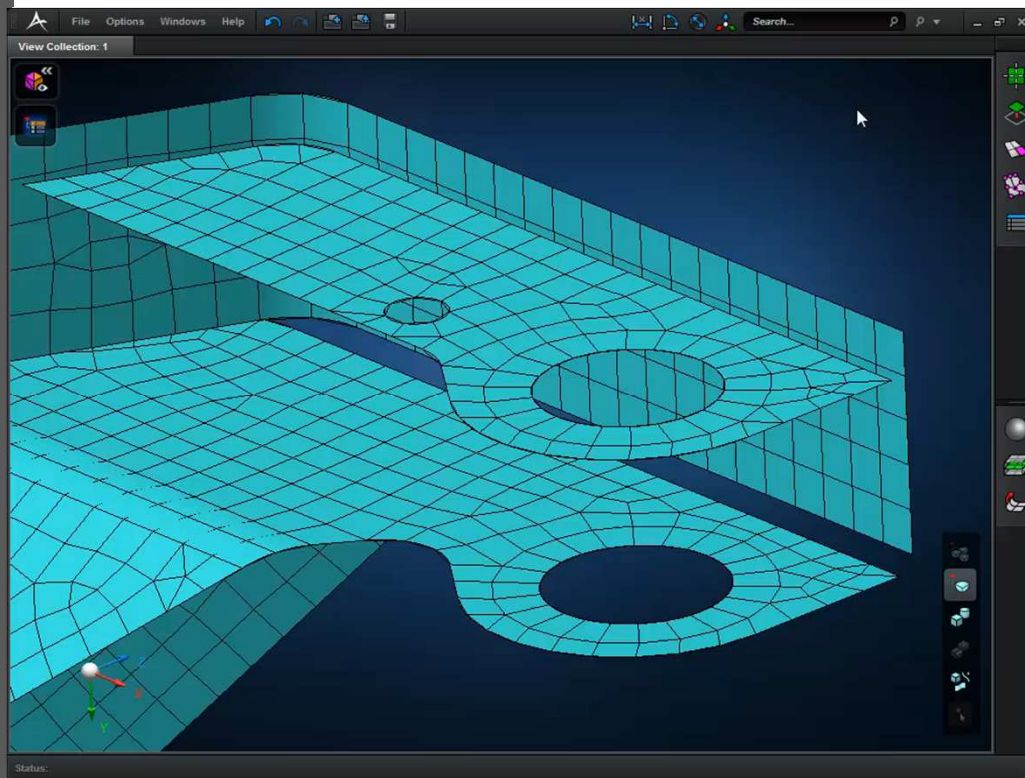 File Options Windows Help Search...
View Collection: 1
Z
X
Y
Status: